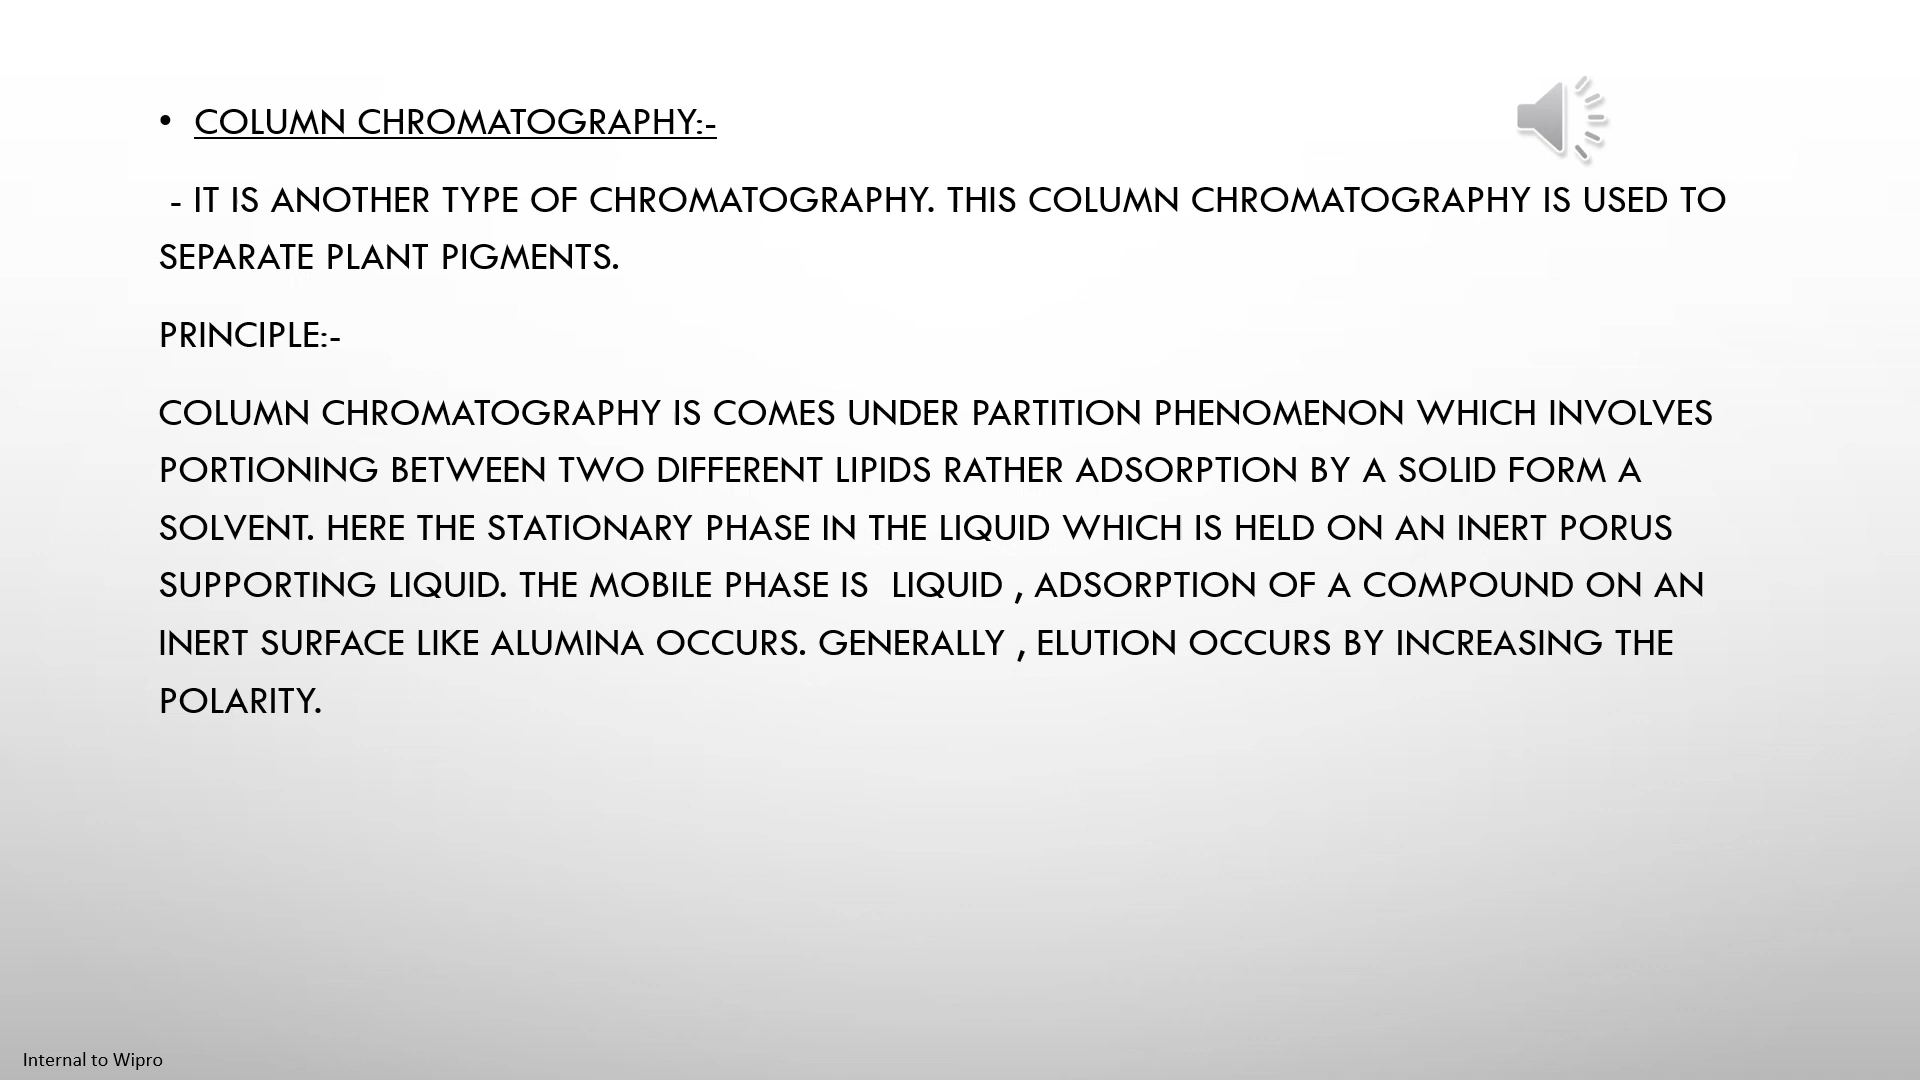 • COLUMN CHROMATOGRAPHY:-
- IT IS ANOTHER TYPE OF CHROMATOGRAPHY. THIS COLUMN CHROMATOGRAPHY IS USED TO
SEPARATE PLANT PIGMENTS.
PRINCIPLE:-
COLUMN CHROMATOGRAPHY IS COMES UNDER PARTITION PHENOMENON WHICH INVOLVES
PORTIONING BETWEEN TWO DIFFERENT LIPIDS RATHER ADSORPTION BY A SOLID FORM A
SOLVENT. HERE THE STATIONARY PHASE IN THE LIQUID WHICH IS HELD ON AN INERT PORUS
SUPPORTING LIQUID. THE MOBILE PHASE IS  LIQUID , ADSORPTION OF A COMPOUND ON AN
INERT SURFACE LIKE ALUMINA OCCURS. GENERALLY , ELUTION OCCURS BY INCREASING THE
POLARITY.
Internal to Wipro